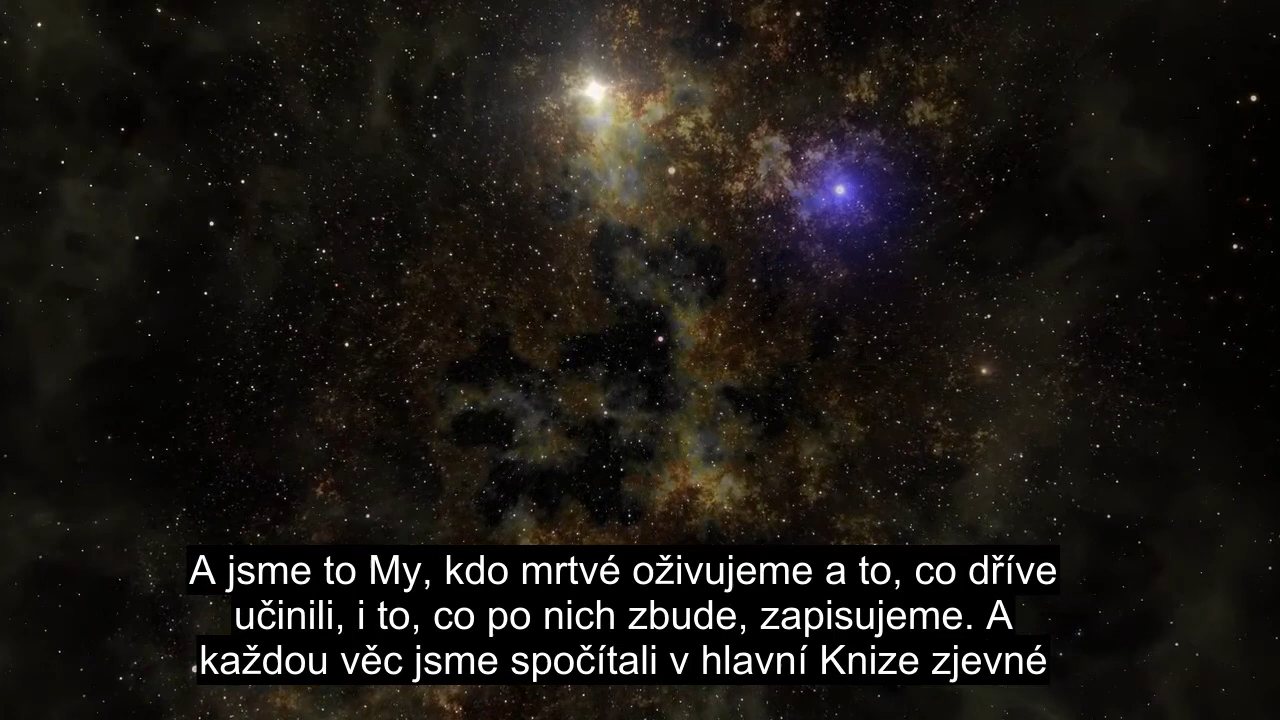 A jsme to My, kdo mrtvé oživujeme a to, co dříve
učinili, i to, co po nich zbude, zapisujeme. A
každou věc jsme spočítali v hlavní Knize zjevné